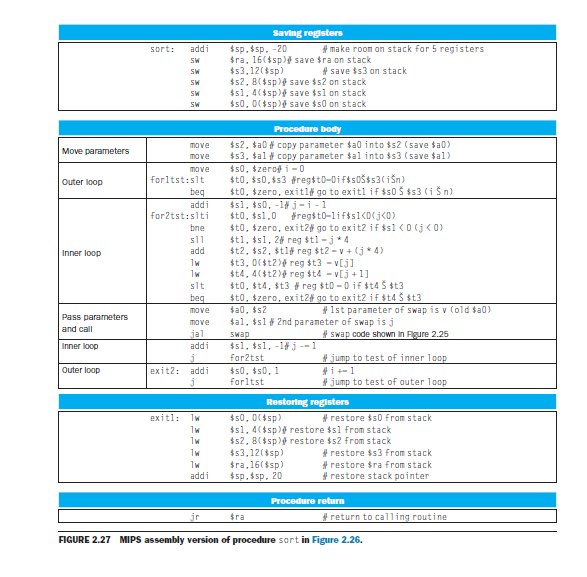 Saving registers
sort: addi $sp,$sp, -20 # make room on stack for 5 registers
sw $ra, 16($sp)# save $ra on stack
sw $s3,12($sp) # save $s3 on stack
sw $s2, 8($sp)# save $s2 on stack
sw $s1, 4($sp)# save $s1 on stack
sw $s0, 0($sp)# save $s0 on stack
Procedure body
Move parameters
move $s2, $a0 # copy parameter $a0 into $s2 (save $a0)
move $s3, $a1 # copy parameter $a1 into $s3 (save $a1)
Outer loop
move $s0, $zero# i = 0
for1tst:slt $t0, $s0,$s3 #reg$t0=0if$s0Š$s3(iŠn)
beq $t0, $zero, exit1# go to exit1 if $s0 Š $s3 (i Š n)
Inner loop
addi $s1, $s0, -1# j = i - 1
for2tst:slti $t0, $s1,0 #reg$t0=1if$s1<0(j<0)
bne $t0, $zero, exit2# go to exit2 if $s1 < 0 (j < 0)
sll $t1, $s1, 2# reg $t1 = j * 4
add $t2, $s2, $t1# reg $t2 = v + (j * 4)
lw $t3, 0($t2)# reg $t3 = v[j]
lw $t4, 4($t2)# reg $t4 = v[j + 1]
slt $t0, $t4, $t3 # reg $t0 = 0 if $t4 Š $t3
beq $t0, $zero, exit2# go to exit2 if $t4 Š $t3
Pass parameters and call
move $a0, $s2 # 1st parameter of swap is v (old $a0)
move $a1, $s1 # 2nd parameter of swap is j
jal swap # swap code shown in Figure 2.25
Inner loop
addi $s1, $s1, -1# j -= 1
j for2tst # jump to test of inner loop
Outer loop
exit2: addi $s0, $s0, 1 # i += 1
j for1tst # jump to test of outer loop
Restoring registers
exit1: lw $s0, 0($sp) # restore $s0 from stack
lw $s1, 4($sp)# restore $s1 from stack
lw $s2, 8($sp)# restore $s2 from stack
lw $s3,12($sp) # restore $s3 from stack
lw $ra,16($sp) # restore $ra from stack
addi $sp,$sp, 20 # restore stack pointer
Procedure return
jr $ra # return to calling routine
FIGURE 2.27 MIPS assembly version of procedure sort in Figure 2.26.